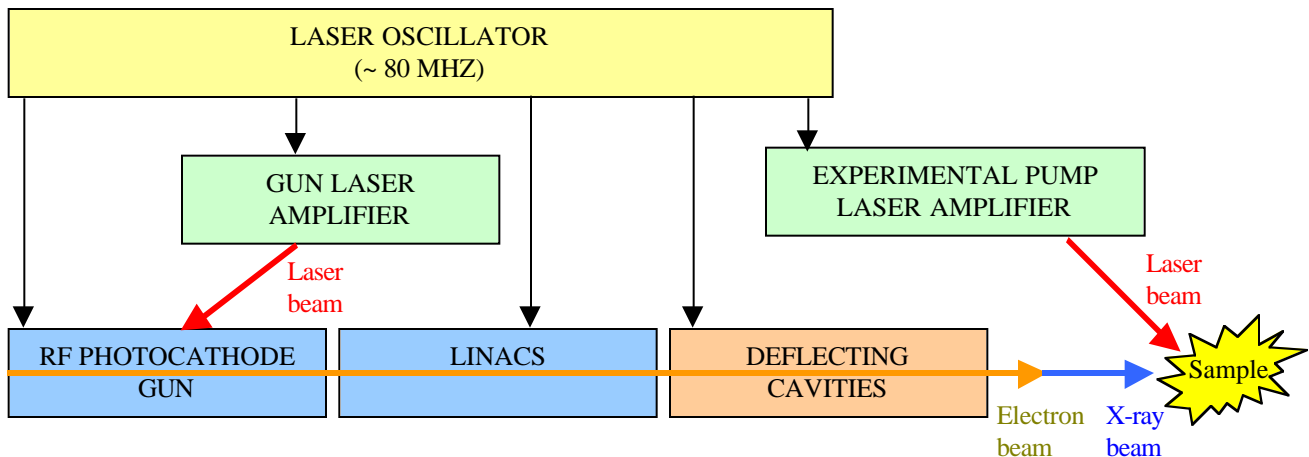 LASER OSCILLATOR
(~ 80 MHZ)
GUN LASER
AMPLIFIER
EXPERIMENTAL PUMP
LASER AMPLIFIER
Laser
beam
Laser
beam
RF PHOTOCATHODE
GUN
LINACS
DEFLECTING
CAVITIES
Sample
Electron
beam
X-ray
beam